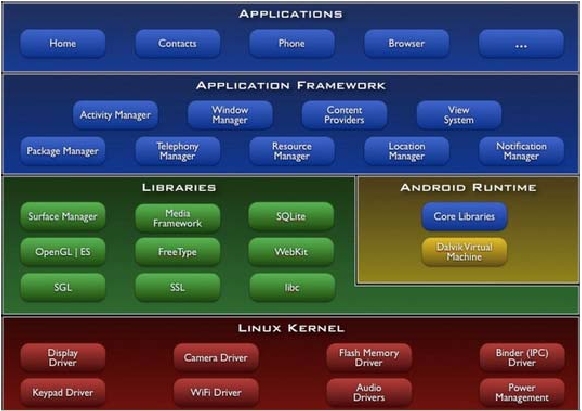 APPLICATIONS
Home
Contacts
Phone
Browser
...
APPLICATION FRAMEWORK
Activity Manager
Window
Manager
Content
Providers
View
System
Package Manager
Telephony
Manager
Resource
Manager
Location
Manager
Notification
Manager
LIBRARIES
Surface Manager
Media
Framework
SQLite
OpenGL | ES
FreeType
WebKit
SGL
SSL
libc
ANDROID RUNTIME
Core Libraries
Dalvik Virtual
Machine
LINUX KERNEL
Display
Driver
Camera Driver
Flash Memory
Driver
Binder (IPC)
Driver
Keypad Driver
WiFi Driver
Audio
Drivers
Power
Management